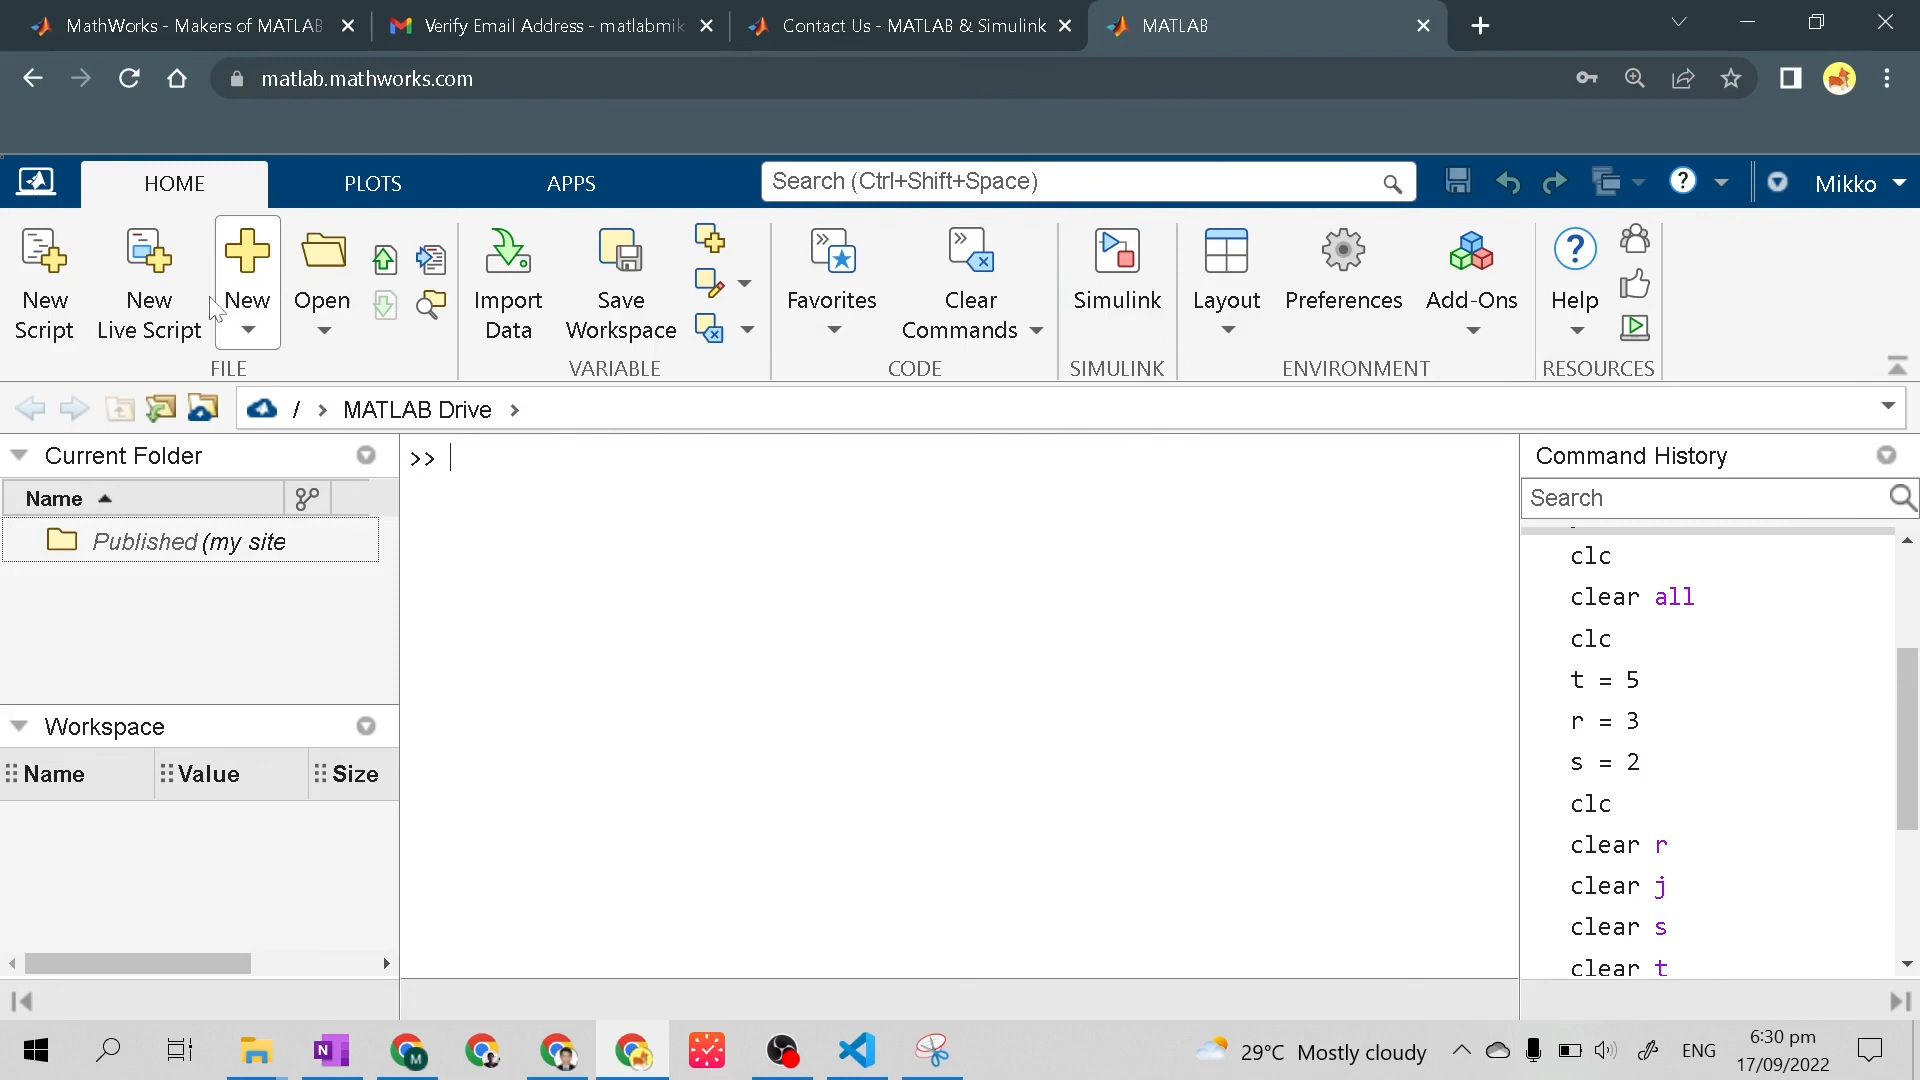 MathWorks - Makers of MATLAB
Verify Email Address - matlabmik
Contact Us - MATLAB & Simulink
MATLAB
matlab.mathworks.com
HOME
PLOTS
APPS
Search (Ctrl+Shift+Space)
Mikko
New Script
New Live Script
New
Open
Import Data
Save Workspace
Favorites
Clear Commands
Simulink
Layout
Preferences
Add-Ons
Help
FILE
VARIABLE
CODE
SIMULINK
ENVIRONMENT
RESOURCES
/ > MATLAB Drive >
Current Folder
Name
Published (my site
Workspace
Name
Value
Size
>>
Command History
Search
clc
clear all
clc
t = 5
r = 3
s = 2
clc
clear r
clear j
clear s
clear t
29°C Mostly cloudy
ENG
6:30 pm
17/09/2022